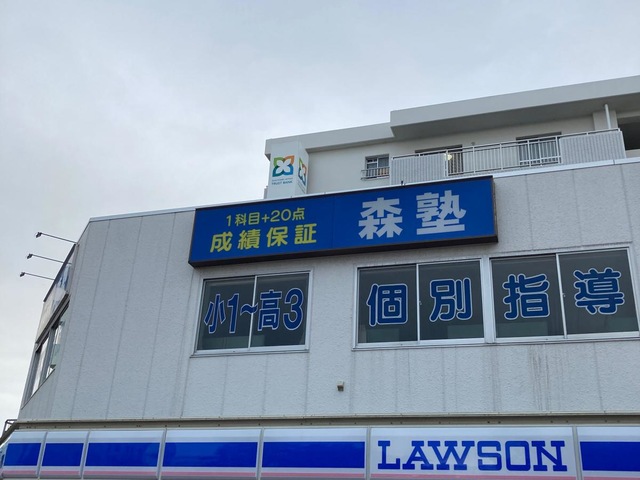 1科目+20点
成績保証
森塾
小1~高3
個別指導
LAWSON